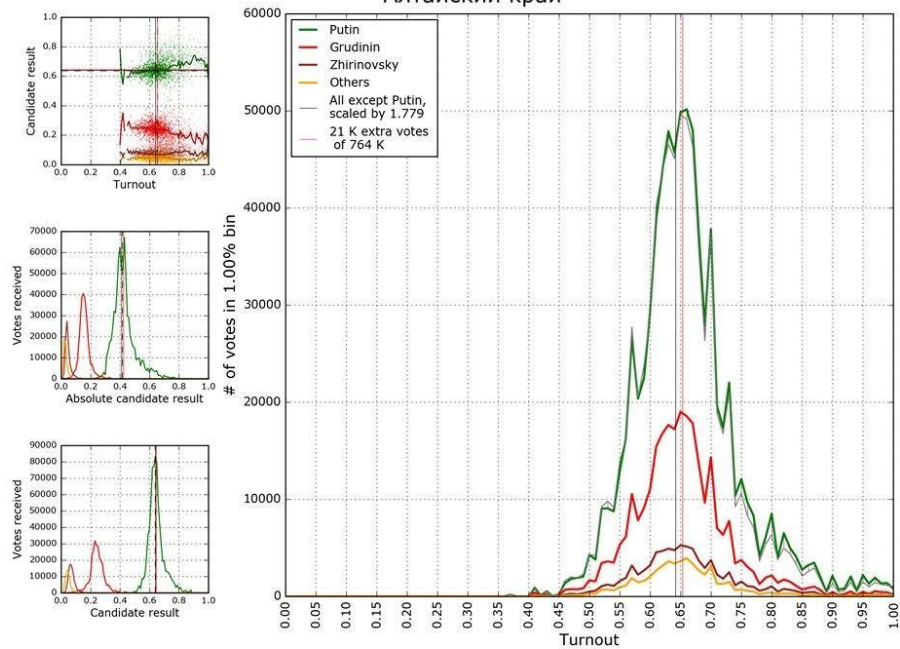 Алтайский край
Putin
Grudinin
Zhirinovsky
Others
All except Putin,
scaled by 1.779
21 K extra votes
of 764 K
# of votes in 1.00% bin
60000
50000
40000
30000
20000
10000
0
0.00 0.05 0.10 0.15 0.20 0.25 0.30 0.35 0.40 0.45 0.50 0.55 0.60 0.65 0.70 0.75 0.80 0.85 0.90 0.95 1.00
Turnout
Candidate result
1.0
0.8
0.6
0.4
0.2
0.0
0.0 0.2 0.4 0.6 0.8 1.0
Turnout
Votes received
70000
60000
50000
40000
30000
20000
10000
0
0.0 0.2 0.4 0.6 0.8 1.0
Absolute candidate result
Votes received
90000
80000
70000
60000
50000
40000
30000
20000
10000
0
0.0 0.2 0.4 0.6 0.8 1.0
Candidate result